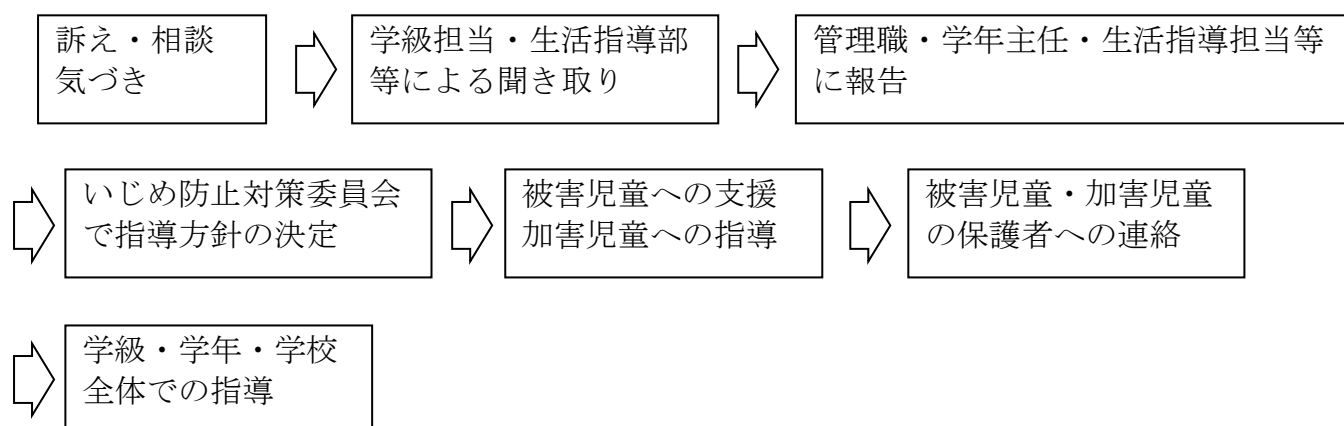 訴え・相談
気づき
学級担当・生活指導部
等による聞き取り
管理職・学年主任・生活指導担当等
に報告
いじめ防止対策委員会
で指導方針の決定
被害児童への支援
加害児童への指導
被害児童・加害児童
の保護者への連絡
学級・学年・学校
全体での指導